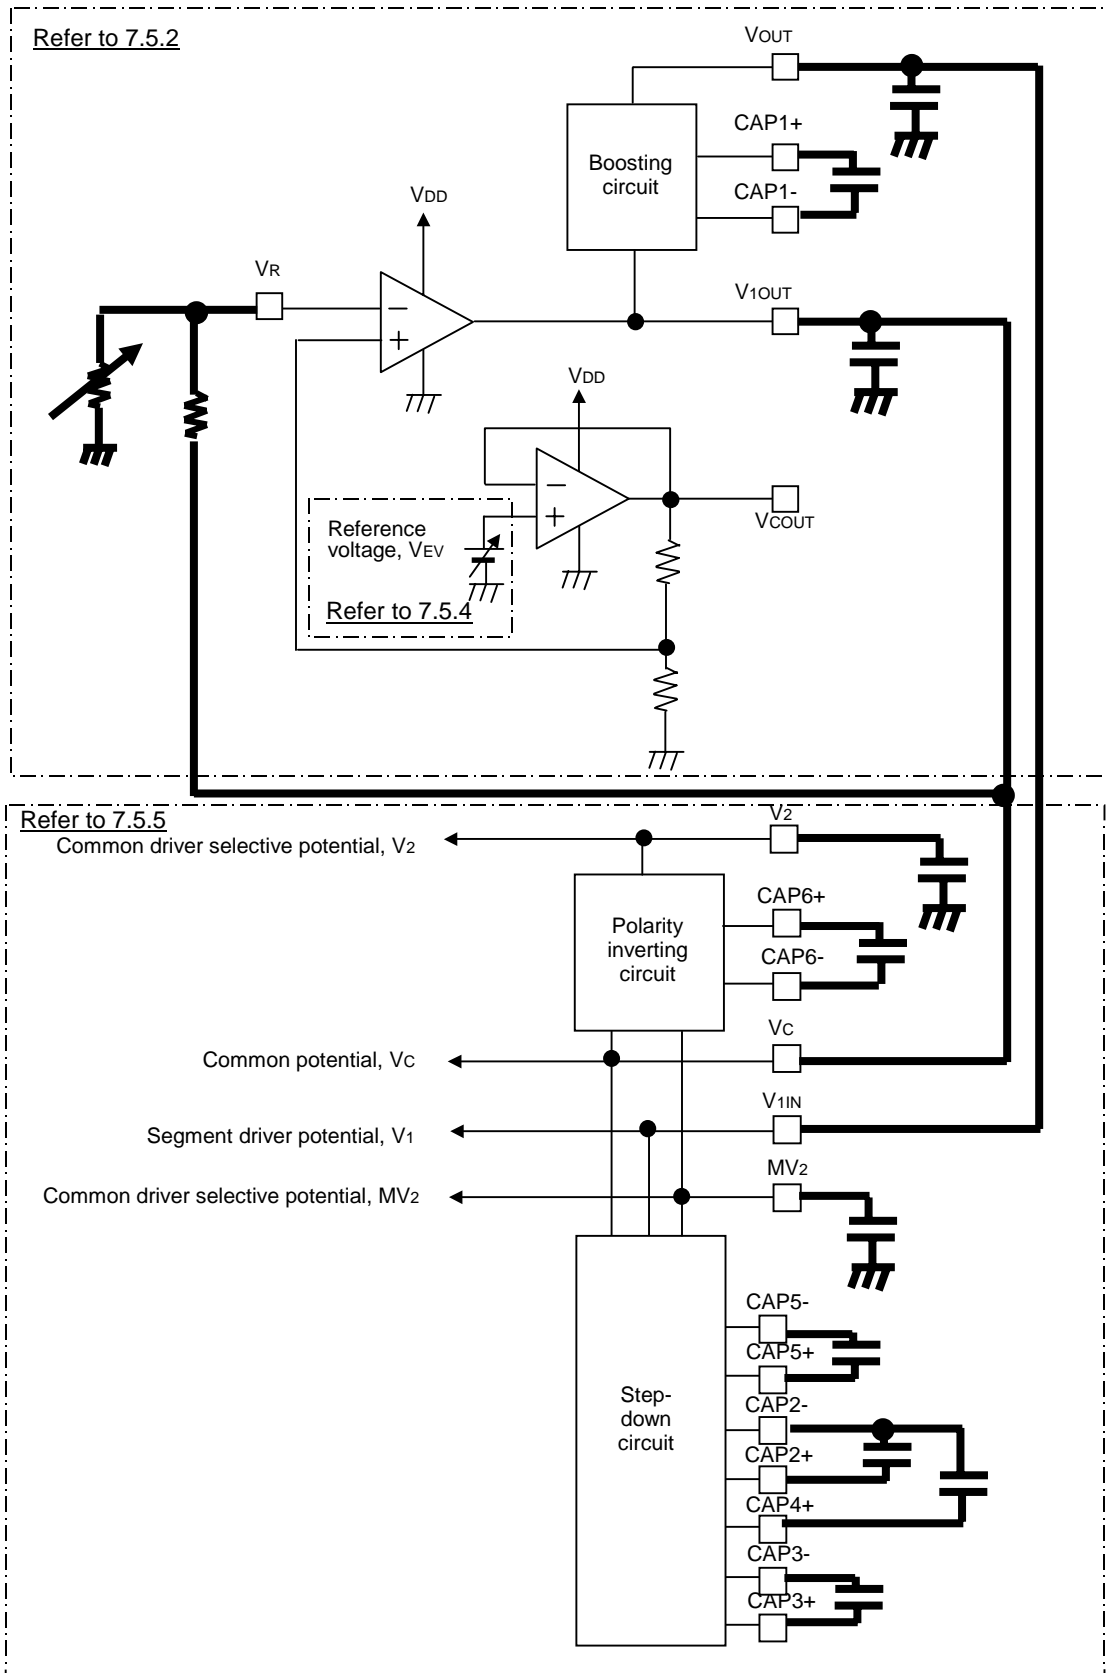 Refer to 7.5.2
VOUT
CAP1+
Boosting
circuit
CAP1-
VDD
VR
V1OUT
−
+
VDD
−
+
VCOUT
Reference
voltage, VEV
Refer to 7.5.4
Refer to 7.5.5
V2
Common driver selective potential, V2
CAP6+
Polarity
inverting
circuit
CAP6-
VC
Common potential, VC
V1IN
Segment driver potential, V1
MV2
Common driver selective potential, MV2
CAP5-
CAP5+
Step-
down
circuit
CAP2-
CAP2+
CAP4+
CAP3-
CAP3+